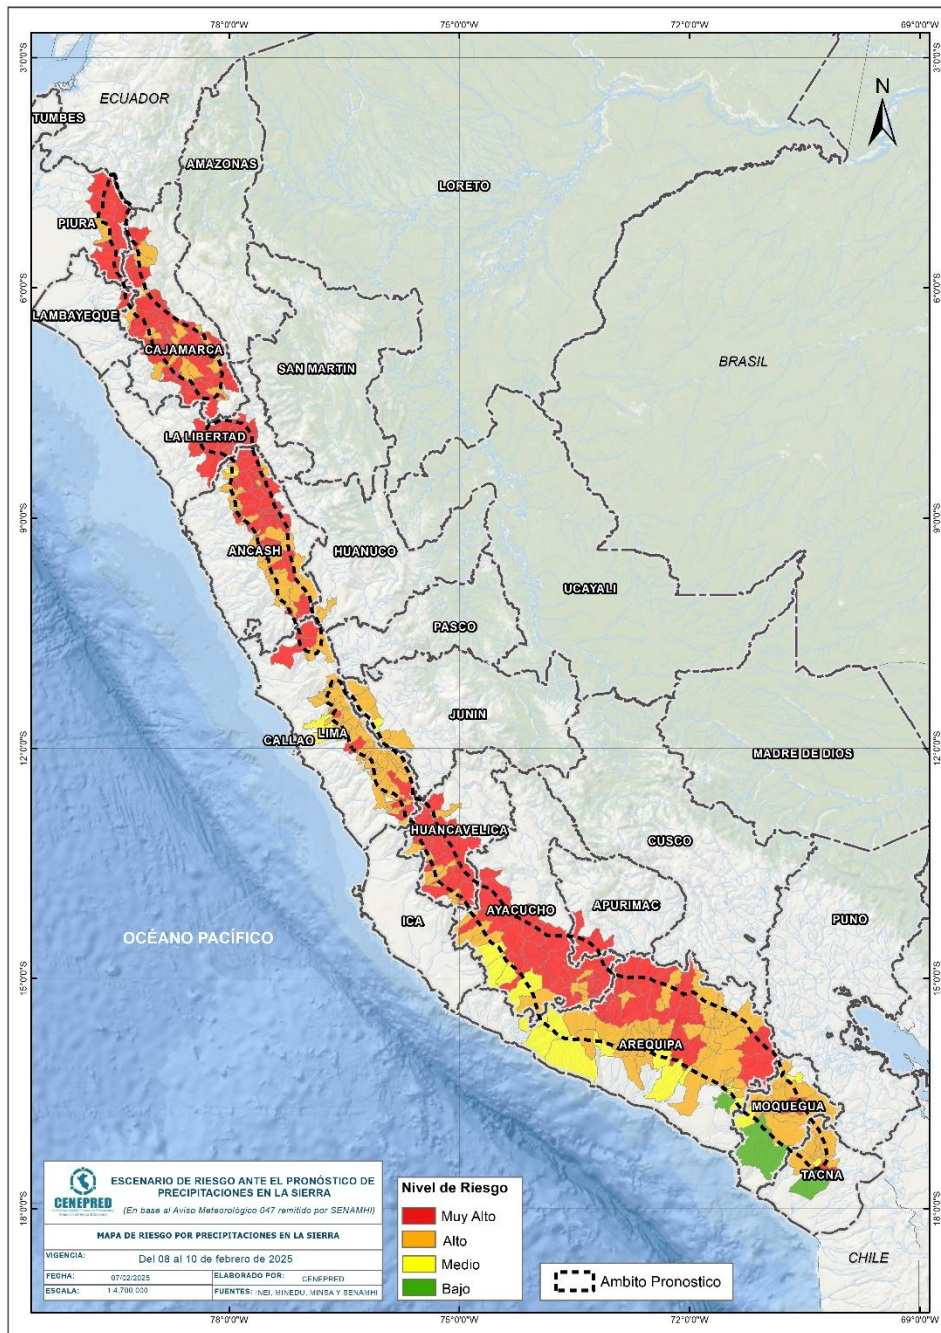 78°0'0"W
75°0'0"W
72°0'0"W
69°0'0"W
3°0'0"S
3°0'0"S
ECUADOR
N
TUMBES
AMAZONAS
LORETO
PIURA
6°0'0"S
6°0'0"S
LAMBAYEQUE
CAJAMARCA
SAN MARTIN
BRASIL
LA LIBERTAD
9°0'0"S
9°0'0"S
ANCASH
HUANUCO
UCAYALI
PASCO
JUNIN
LIMA
CALLAO
12°0'0"S
12°0'0"S
MADRE DE DIOS
HUANCAVELICA
CUSCO
ICA
AYACUCHO
APURIMAC
PUNO
OCÉANO PACÍFICO
15°0'0"S
15°0'0"S
AREQUIPA
MOQUEGUA
TACNA
18°0'0"S
18°0'0"S
CHILE
CENEPRED
ESCENARIO DE RIESGO ANTE EL PRONÓSTICO DE
PRECIPITACIONES EN LA SIERRA
(En base al Aviso Meteorológico 047 remitido por SENAMHI)
MAPA DE RIESGO POR PRECIPITACIONES EN LA SIERRA
VIGENCIA:
Del 08 al 10 de febrero de 2025
FECHA:
07/02/2025
ELABORADO POR:
CENEPRED
ESCALA:
1:4,700,000
FUENTES: INEI, MINEDU, MINSA Y SENAMHI
Nivel de Riesgo
Muy Alto
Alto
Medio
Bajo
Ambito Pronostico
78°0'0"W
75°0'0"W
72°0'0"W
69°0'0"W